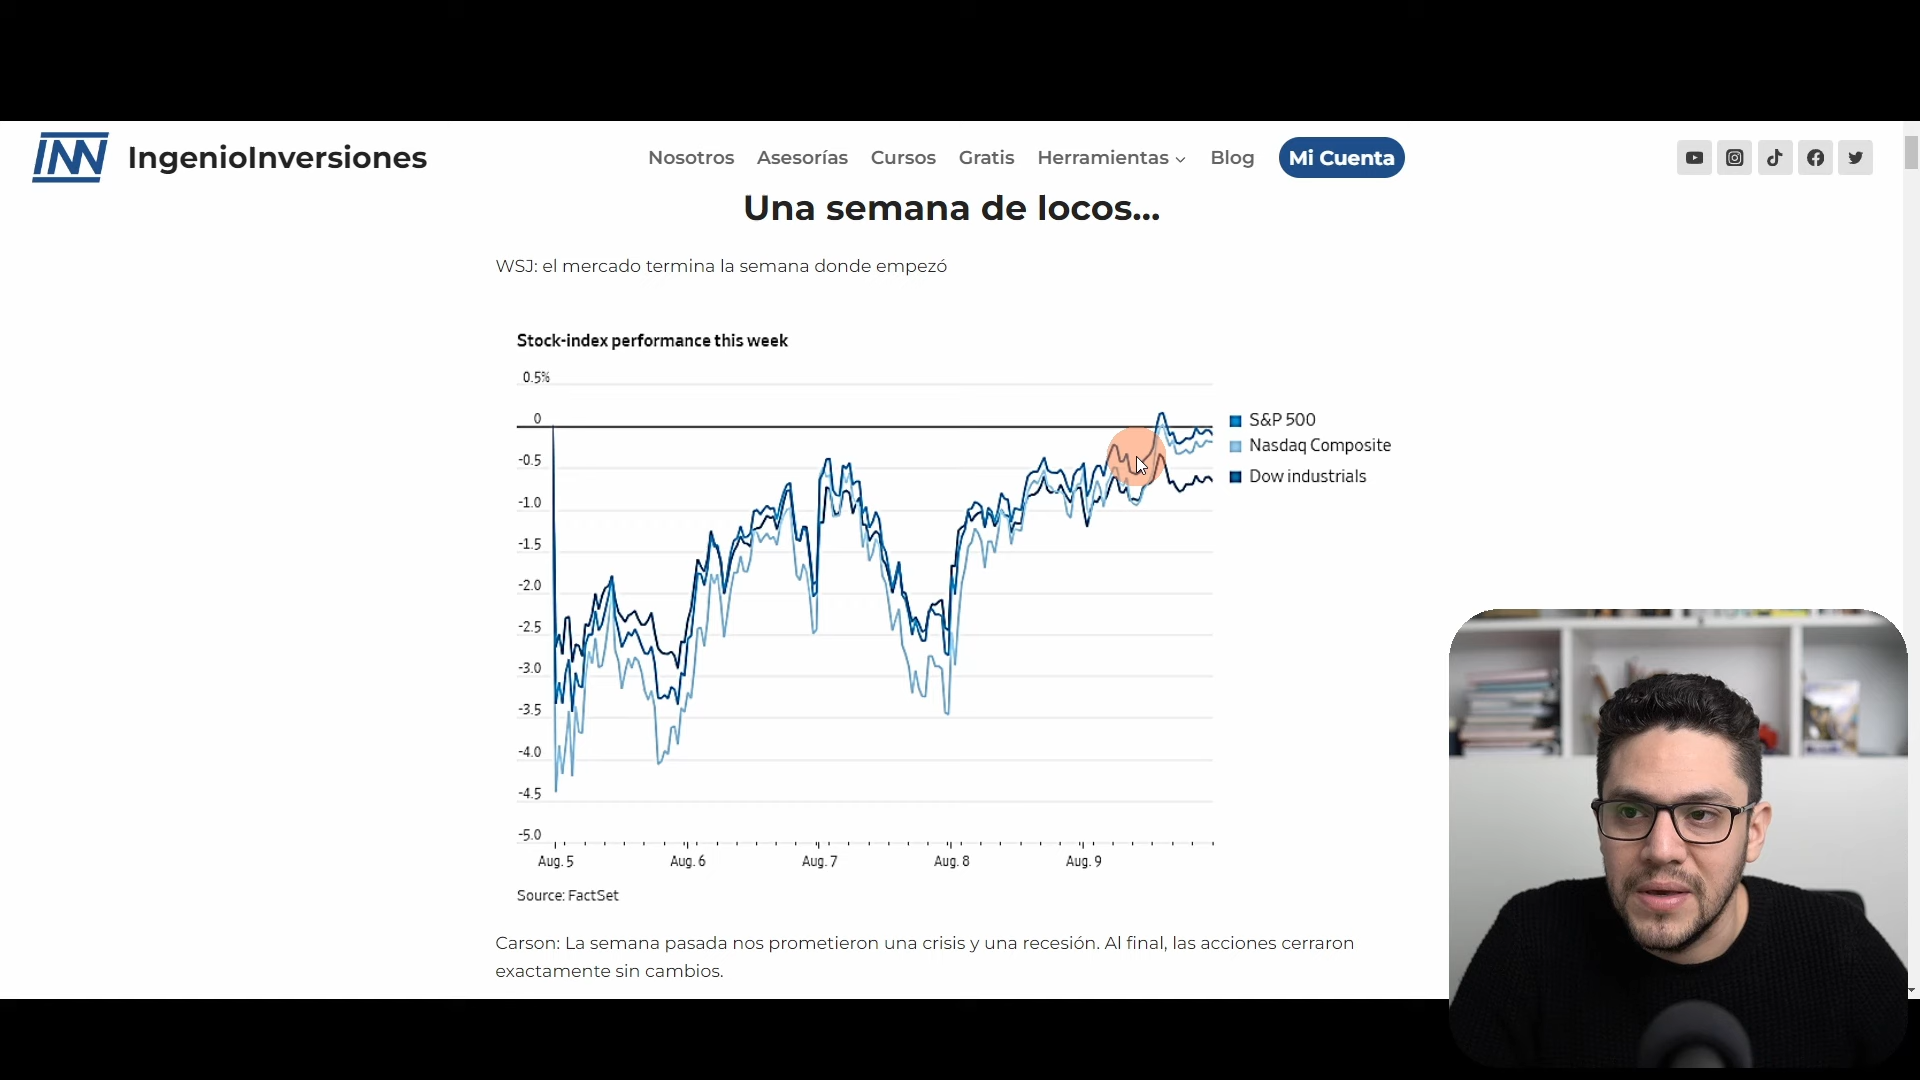 INN IngenioInversiones Nosotros Asesorías Cursos Gratis Herramientas Blog Mi Cuenta
Una semana de locos...
WSJ: el mercado termina la semana donde empezó
Stock-index performance this week
0.5%
0
-0.5
-1.0
-1.5
-2.0
-2.5
-3.0
-3.5
-4.0
-4.5
-5.0
S&P 500
Nasdaq Composite
Dow industrials
Aug. 5 Aug. 6 Aug. 7 Aug. 8 Aug. 9
Source: FactSet
Carson: La semana pasada nos prometieron una crisis y una recesión. Al final, las acciones cerraron
exactamente sin cambios.